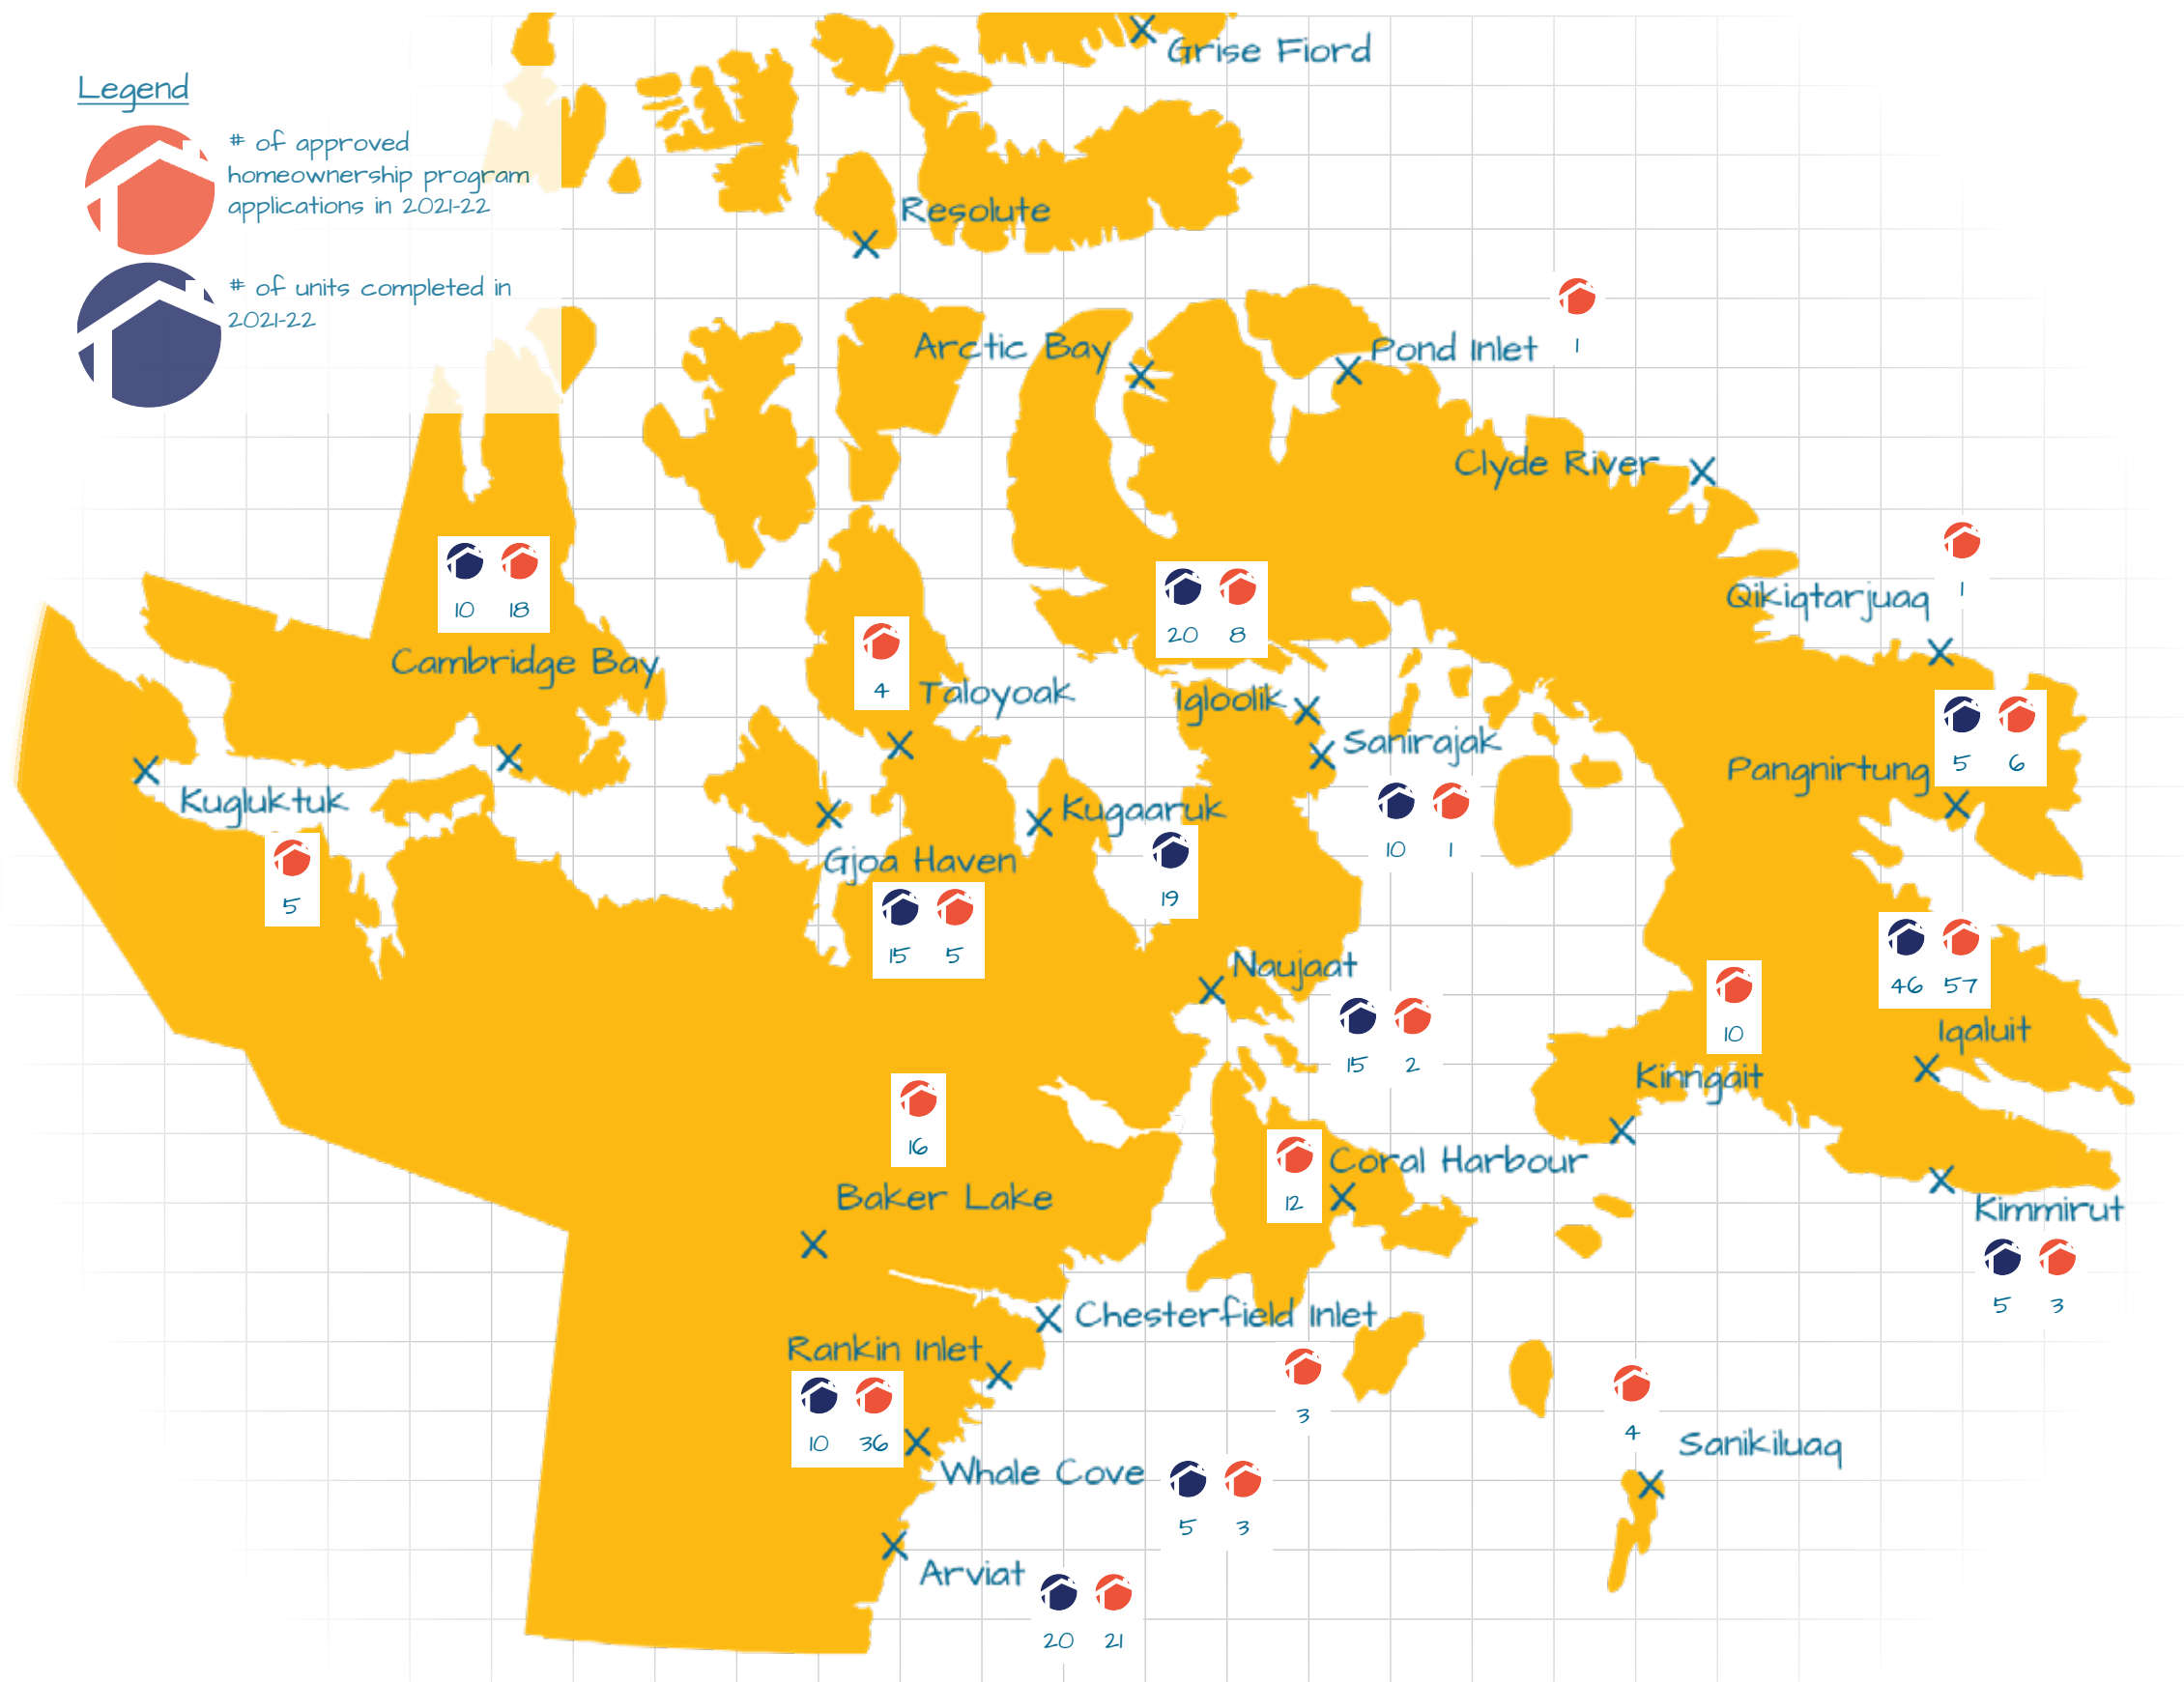 Grise Fiord
Legend
# of approved
homeownership program
applications in 2021-22
Resolute
# of units completed in
2021-22
Arctic Bay
Pond Inlet
1
Clyde River
Qikiqtarjuaq
1
10 18
Cambridge Bay
20 8
Igloolik
4
Taloyoak
Sanirajak
10 1
Pangnirtung
5 6
Kugluktuk
5
Kugaaruk
19
Gjoa Haven
15 5
Naujaat
15 2
46 57
Iqaluit
10
Kinngait
16
Baker Lake
12
Coral Harbour
Kimmirut
5 3
Chesterfield Inlet
3
Rankin Inlet
10 36
4
Sanikiluaq
Whale Cove
5 3
Arviat
20 21